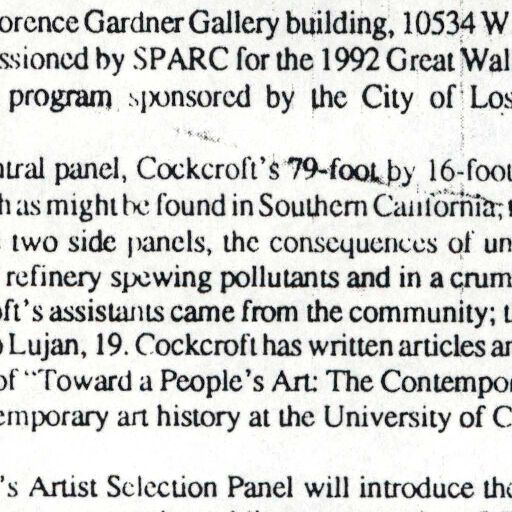 orence Gardner Gallery building, 10534 W
ssioned by SPARC for the 1992 Great Wal
program sponsored by the City of Los
ntral panel, Cockcroft's 79-foot by 16-foot
h as might be found in Southern California;
two side panels, the consequences of un
refinery spewing pollutants and in a crum
oft's assistants came from the community; t
o Lujan, 19. Cockcroft has written articles a
of "Toward a People's Art: The Contempo
emporary art history at the University of C
's Artist Selection Panel will introduce the